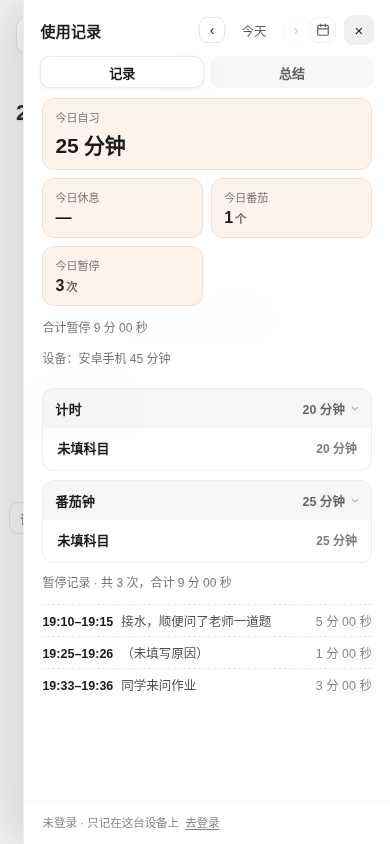 使用记录
‹ 今天 › ×
记录 总结
今日自习
25 分钟
今日休息 今日番茄
— 1个
今日暂停
3次
合计暂停 9 分 00 秒
设备：安卓手机 45 分钟
计时 20 分钟
未填科目 20 分钟
番茄钟 25 分钟
未填科目 25 分钟
暂停记录 · 共 3 次，合计 9 分 00 秒
19:10–19:15 接水，顺便问了老师一道题 5 分 00 秒
19:25–19:26 （未填写原因） 1 分 00 秒
19:33–19:36 同学来问作业 3 分 00 秒
未登录 · 只记在这台设备上 去登录